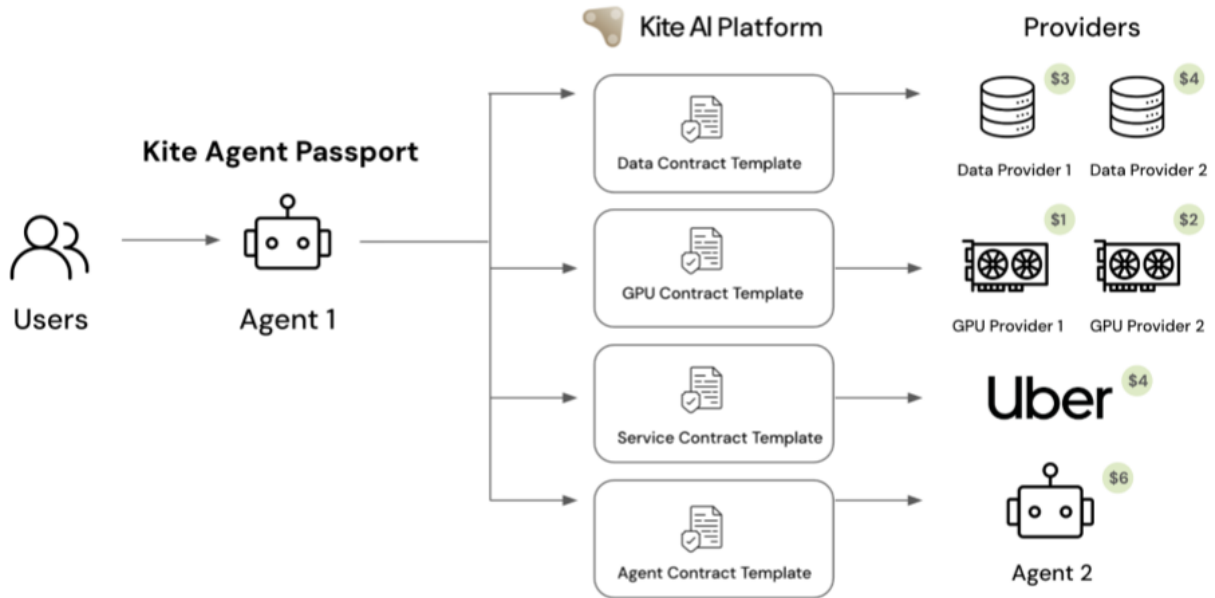 Kite AI Platform
Providers
$3
$4
Data Contract Template
Data Provider 1
Data Provider 2
Kite Agent Passport
Users
Agent 1
$1
$2
GPU Contract Template
GPU Provider 1
GPU Provider 2
Service Contract Template
Uber
$4
Agent Contract Template
$6
Agent 2